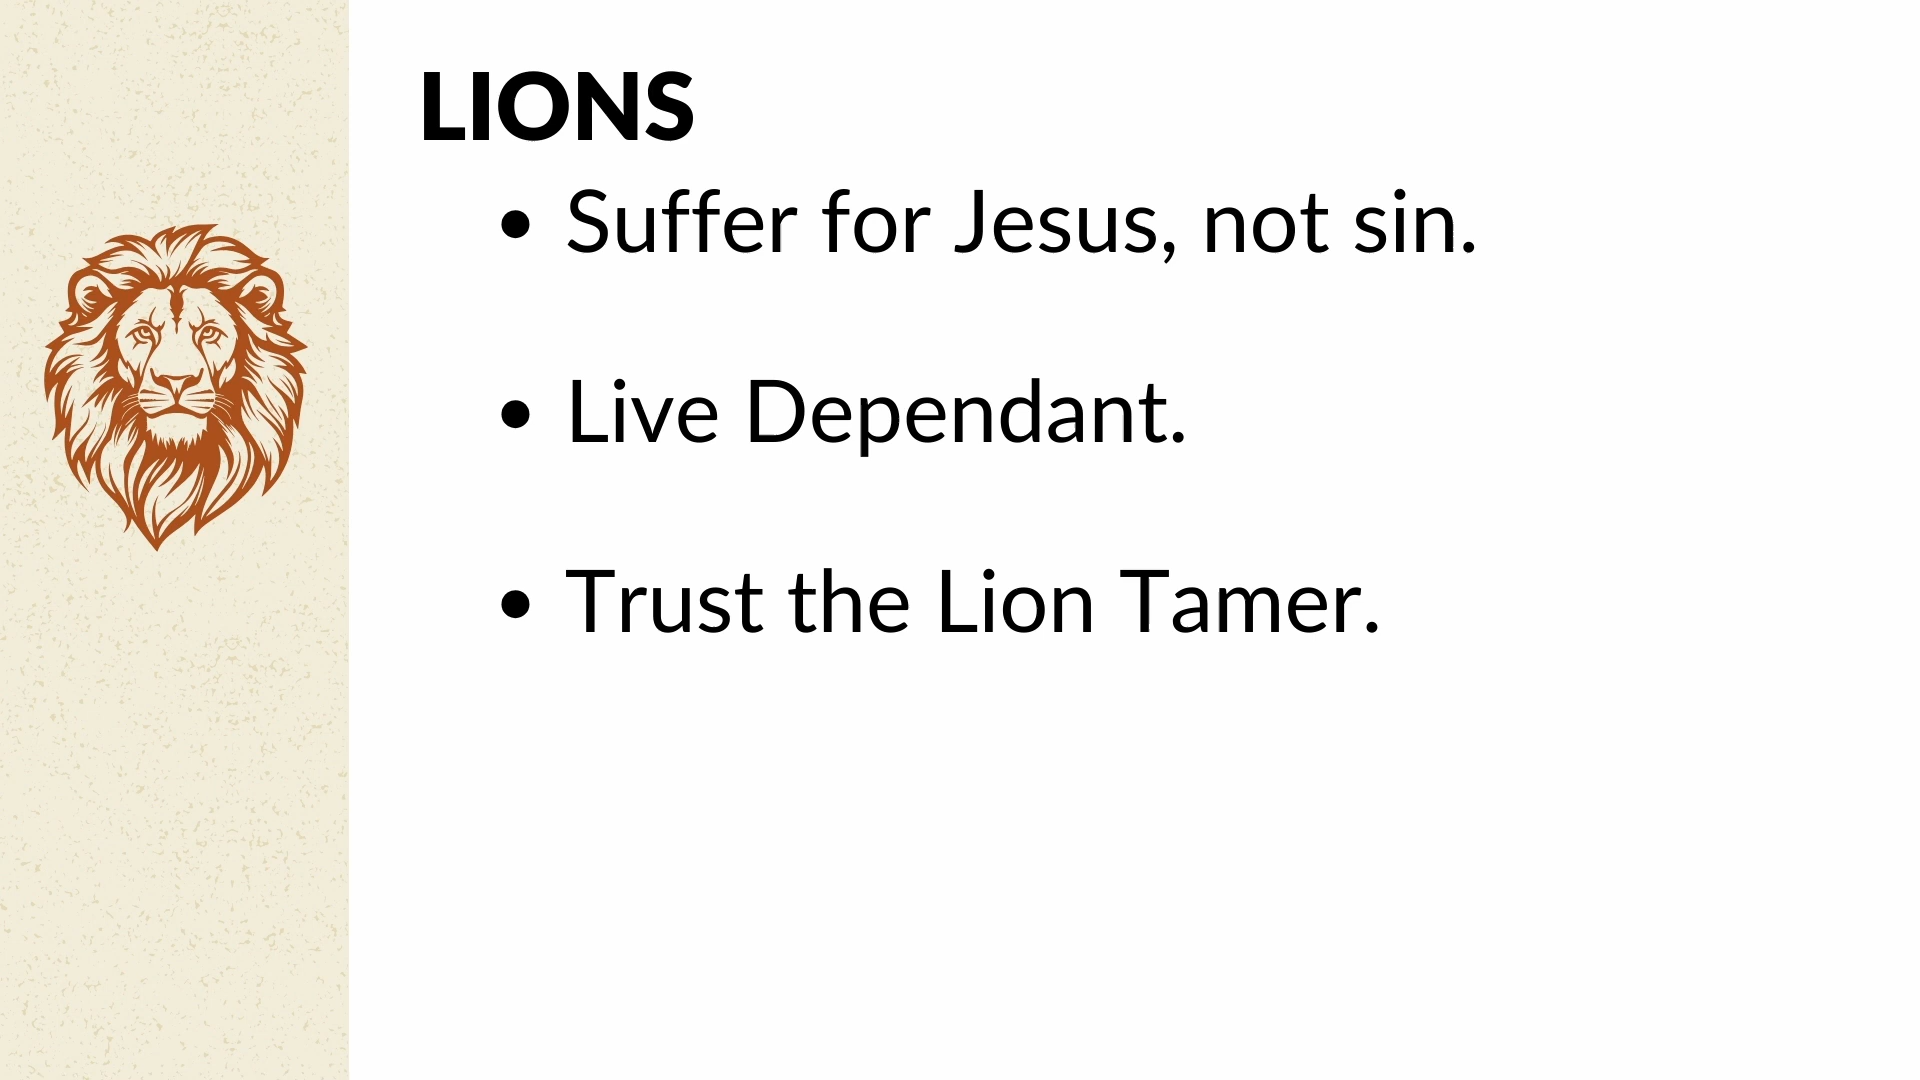 LIONS
• Suffer for Jesus, not sin.
• Live Dependant.
• Trust the Lion Tamer.